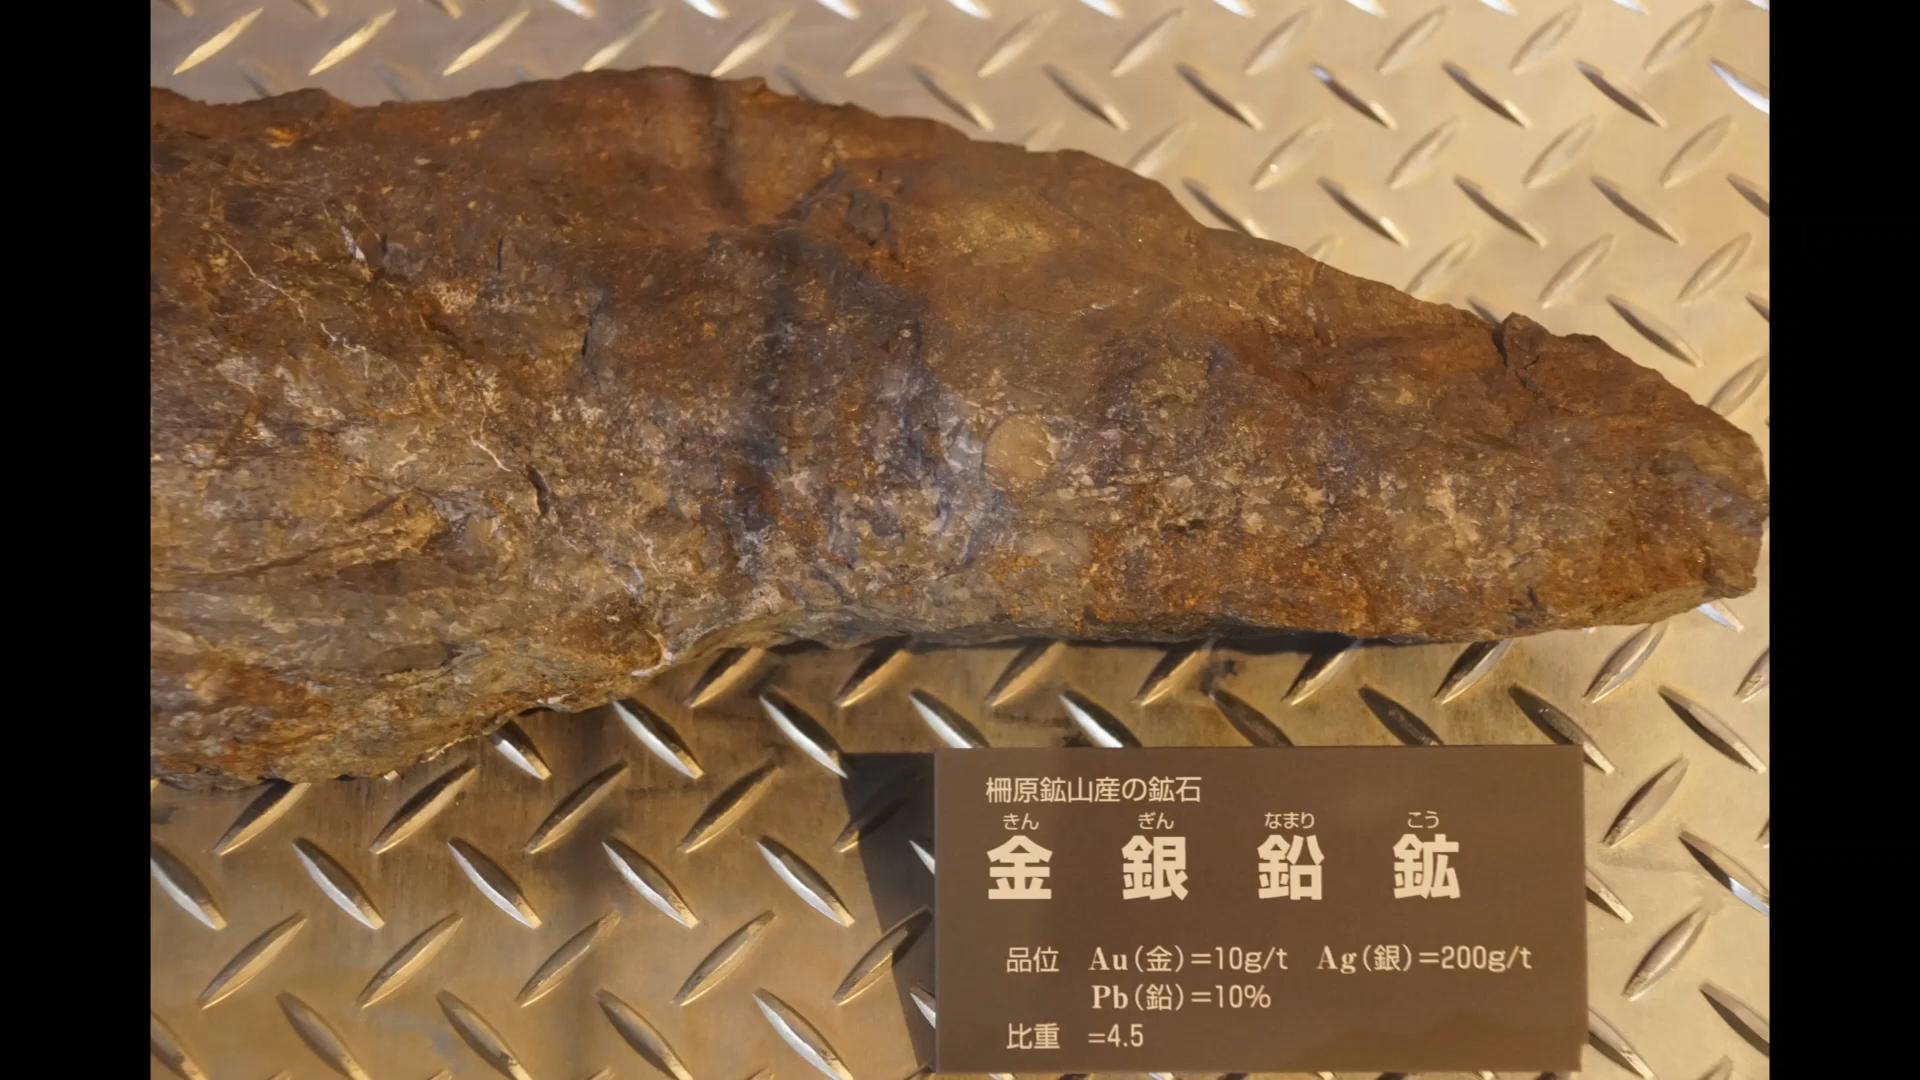 柵原鉱山産の鉱石
きん ぎん なまり こう
金 銀 鉛 鉱
品位 Au(金)=10g/t Ag(銀)=200g/t
Pb(鉛)=10%
比重 =4.5